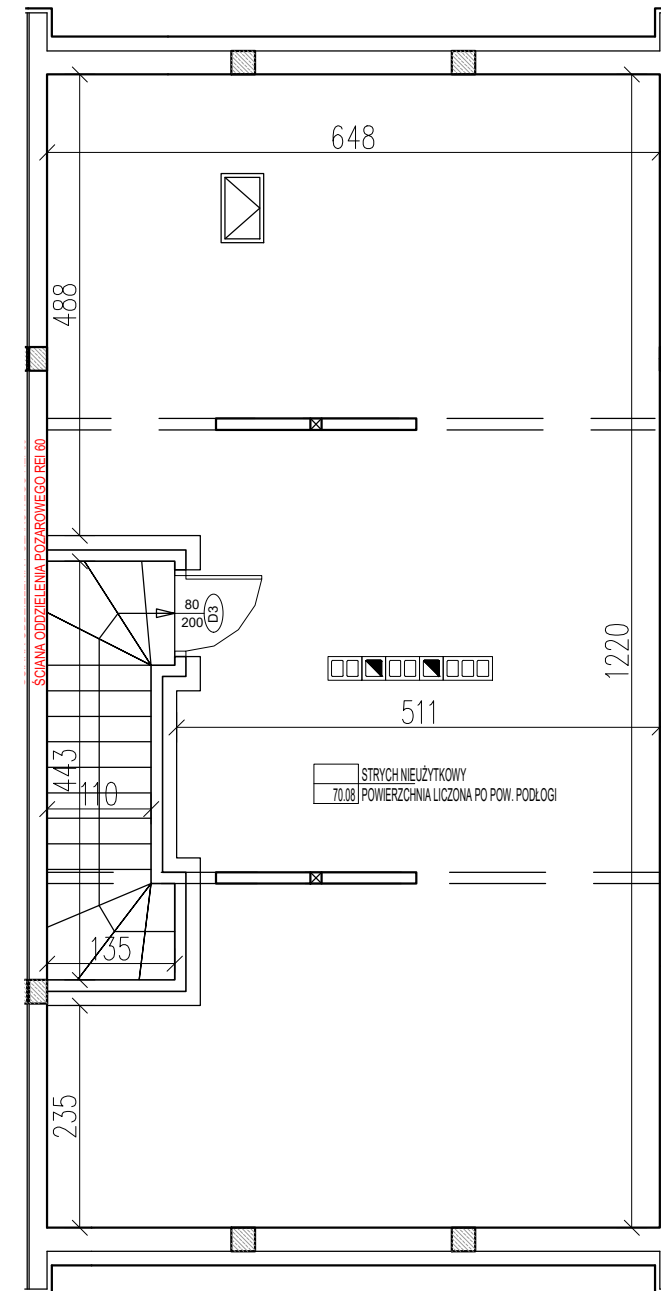 648
488
ŚCIANA ODDZIELENIA POŻAROWEGO REI 60
80
200
D3
1220
511
443
110
STRYCH NIEUŻYTKOWY
70.08 POWIERZCHNIA LICZONA PO POW. PODŁOGI
135
235